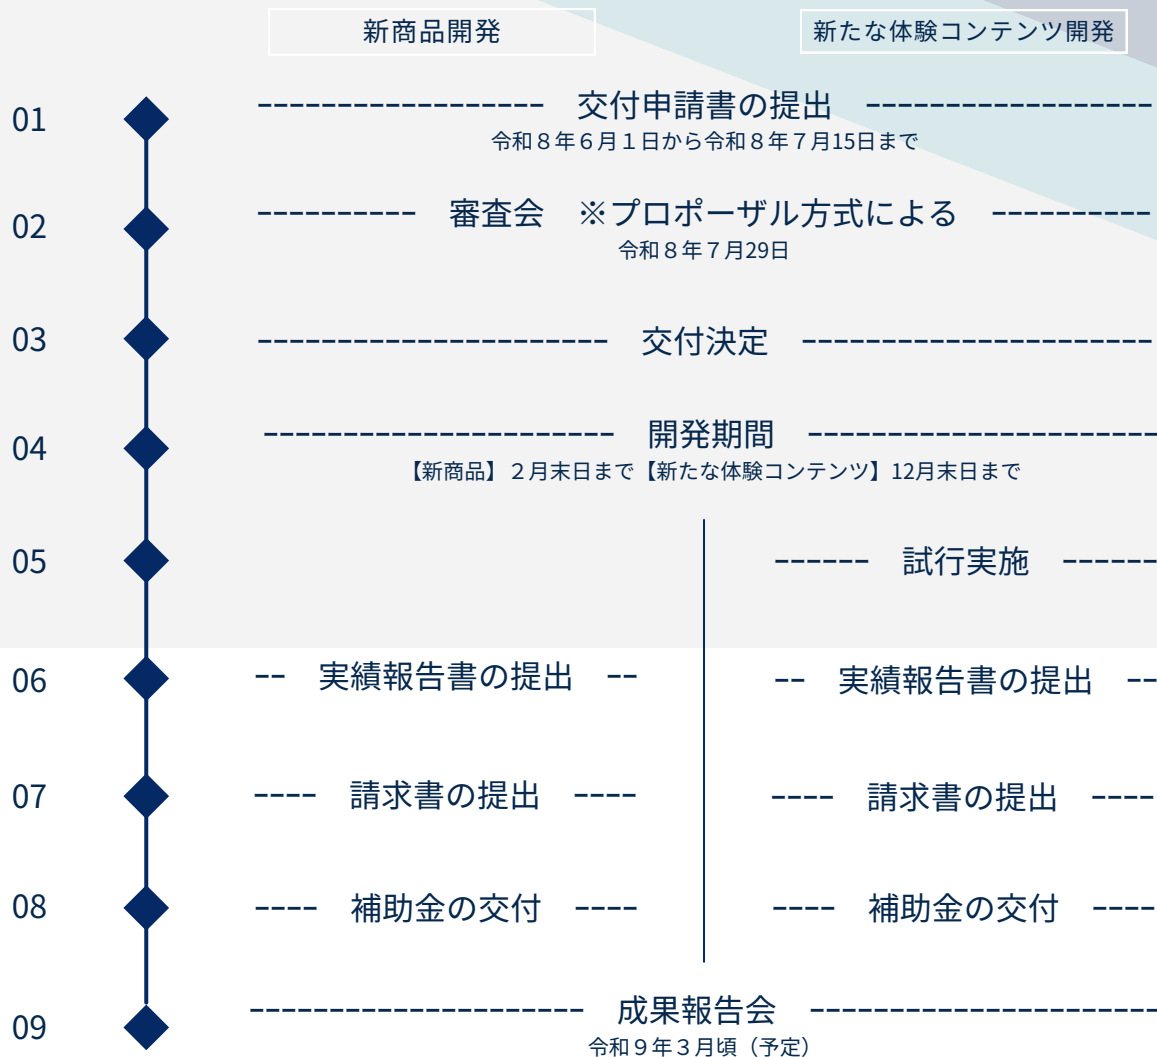 新商品開発
新たな体験コンテンツ開発
01
交付申請書の提出
令和８年６月１日から令和８年７月15日まで
02
審査会　※プロポーザル方式による
令和８年７月29日
03
交付決定
04
開発期間
【新商品】２月末日まで【新たな体験コンテンツ】12月末日まで
05
試行実施
06
実績報告書の提出
実績報告書の提出
07
請求書の提出
請求書の提出
08
補助金の交付
補助金の交付
09
成果報告会
令和９年３月頃（予定）